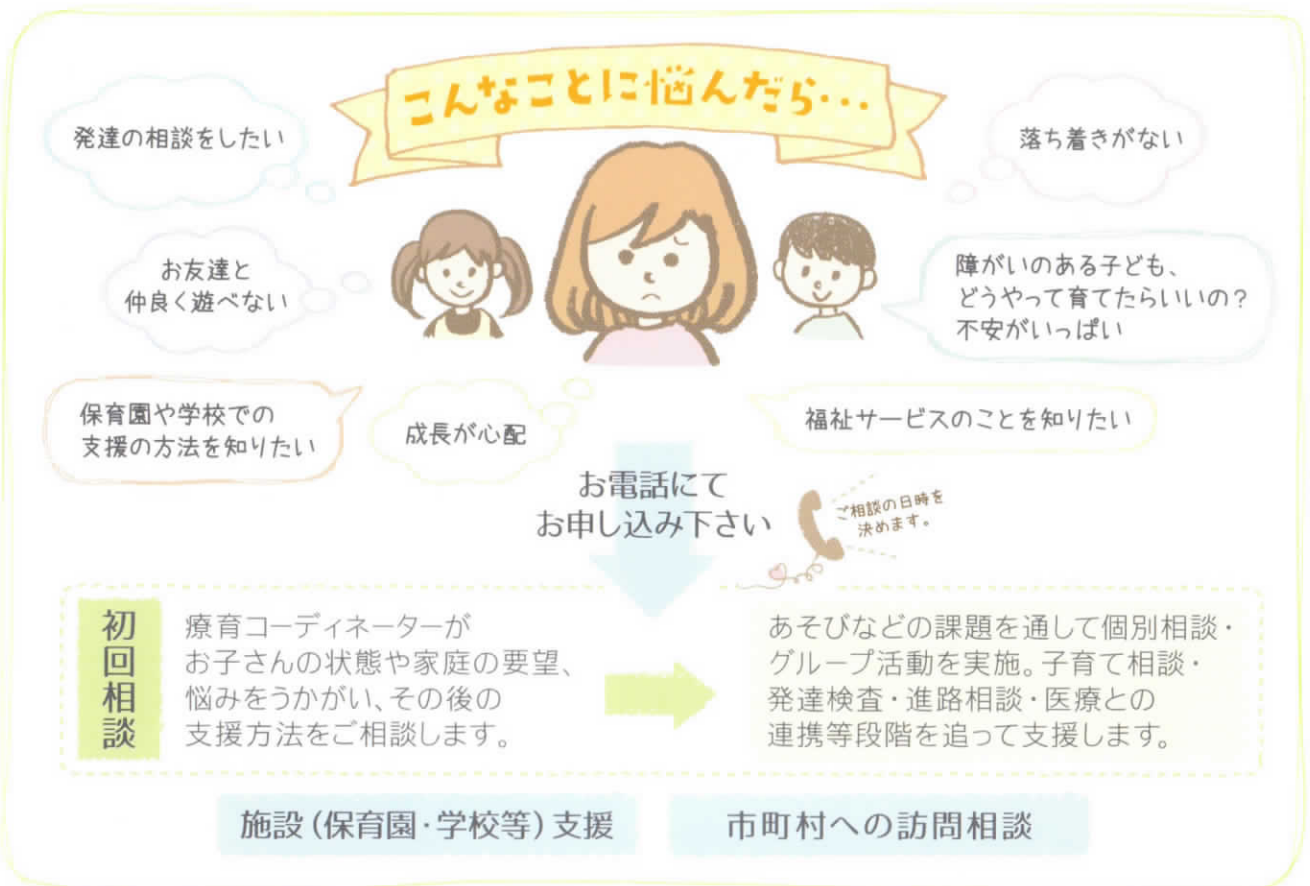 こんなことに悩んだら…
発達の相談をしたい
落ち着きがない
お友達と
仲良く遊べない
障がいのある子ども、
どうやって育てたらいいの？
不安がいっぱい
保育園や学校での
支援の方法を知りたい
成長が心配
福祉サービスのことを知りたい
お電話にて
お申し込み下さい
ご相談の日時を
決めます。
初回相談
療育コーディネーターが
お子さんの状態や家庭の要望、
悩みをうかがい、その後の
支援方法をご相談します。
あそびなどの課題を通して個別相談・
グループ活動を実施。子育て相談・
発達検査・進路相談・医療との
連携等段階を追って支援します。
施設（保育園・学校等）支援
市町村への訪問相談